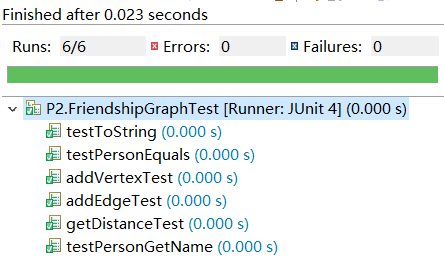 Finished after 0.023 seconds
Runs: 6/6 Errors: 0 Failures: 0
P2.FriendshipGraphTest [Runner: JUnit 4] (0.000 s)
testToString (0.000 s)
testPersonEquals (0.000 s)
addVertexTest (0.000 s)
addEdgeTest (0.000 s)
getDistanceTest (0.000 s)
testPersonGetName (0.000 s)